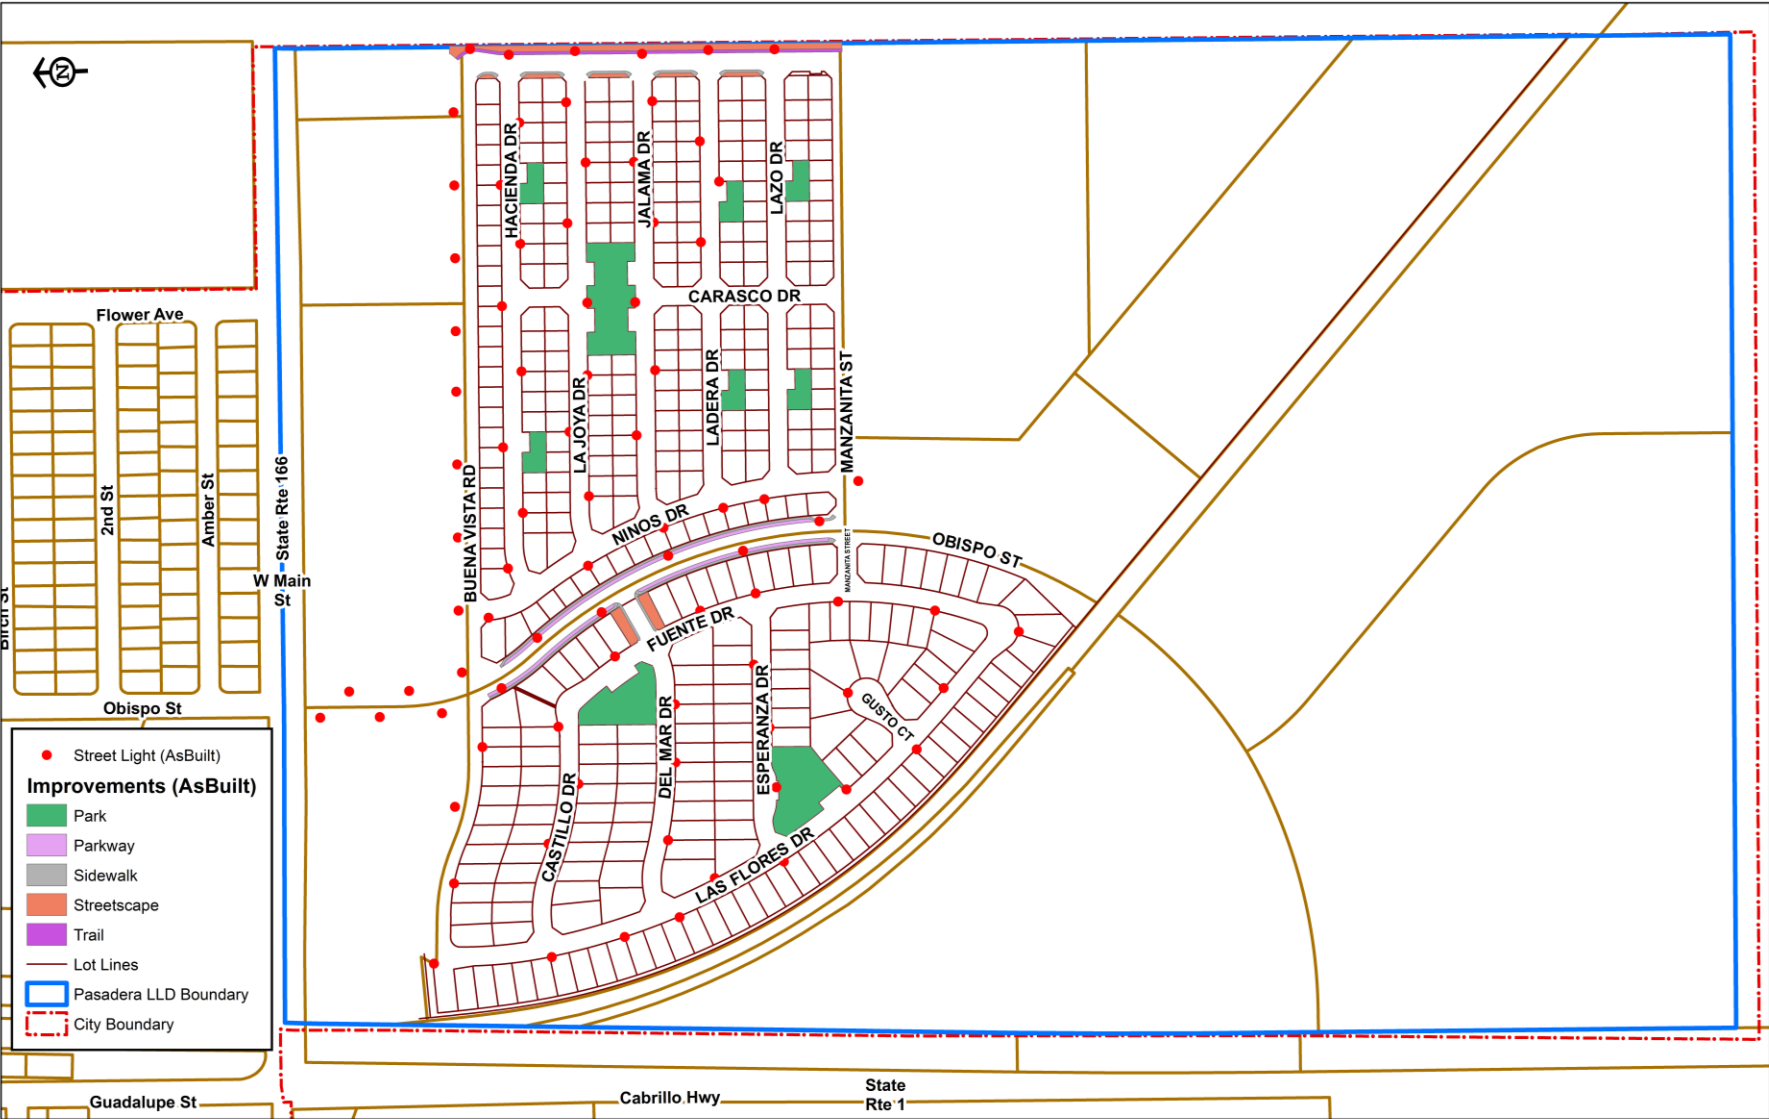 N
HACIENDA DR
JALAMA DR
LAZO DR
CARASCO DR
Flower Ave
LA JOYA DR
LADERA DR
MANZANITA ST
2nd St
Amber St
State Rte 166
BUENA VISTA RD
NINOS DR
OBISPO ST
MANZANITA STREET
W Main
St
Birch St
FUENTE DR
ESPERANZA DR
DEL MAR DR
GUSTO CT
CASTILLO DR
LAS FLORES DR
Obispo St
Street Light (AsBuilt)
Improvements (AsBuilt)
Park
Parkway
Sidewalk
Streetscape
Trail
Lot Lines
Pasadera LLD Boundary
City Boundary
Guadalupe St
Cabrillo Hwy
State
Rte 1